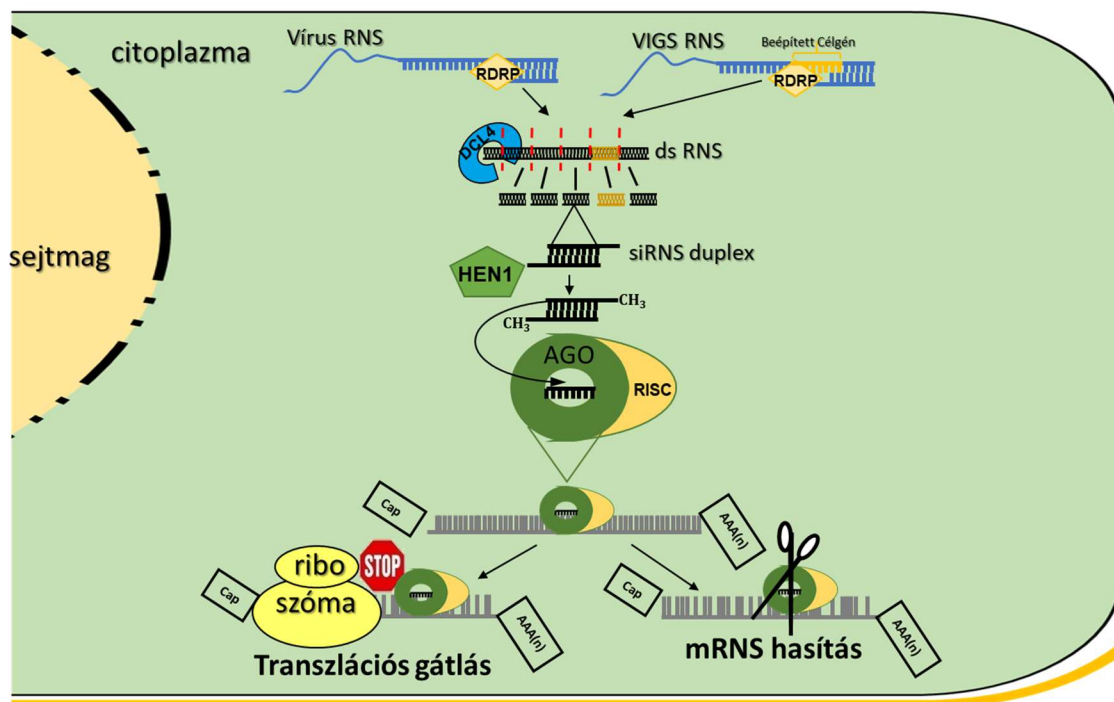 citoplazma
Vírus RNS
VIGS RNS
Beépített Célgén
RDRP
RDRP
DCL4
ds RNS
sejtmag
siRNS duplex
HEN1
CH3
CH3
AGO
RISC
Cap
AAA(n)
ribo
szóma
STOP
Cap
AAA(n)
Cap
AAA(n)
Transzlációs gátlás
mRNS hasítás